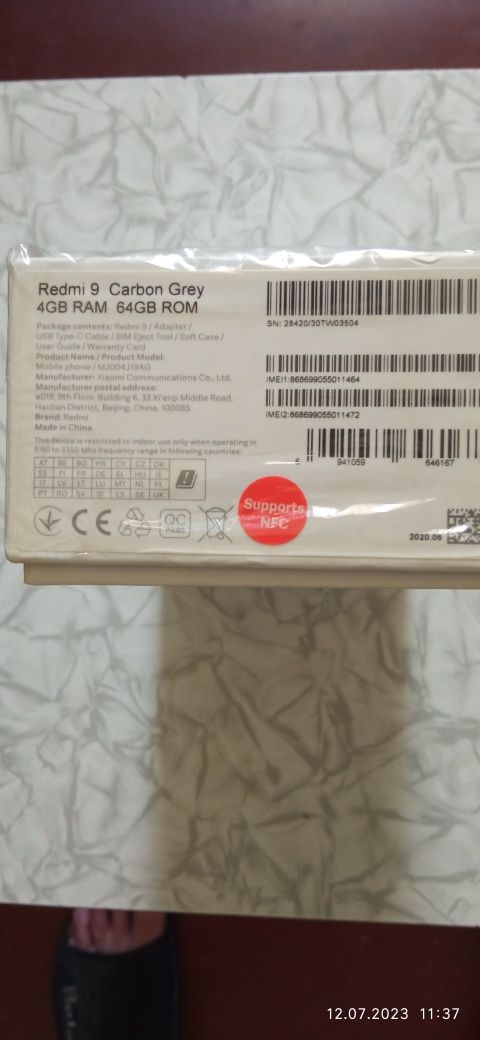 Redmi 9 Carbon Grey
4GB RAM 64GB ROM
Package contents: Redmi 9 / Adapter /
USB Type-C Cable / SIM Eject Tool / Soft Case /
User Guide / Warranty Card
Product Name / Product Model:
Mobile phone / M2004J19AG
Manufacturer: Xiaomi Communications Co., Ltd.
Manufacturer postal address:
#019, 9th Floor, Building 6, 33 Xi'erqi Middle Road,
Haidian District, Beijing, China, 100085
Brand: Redmi
Made in China
This device is restricted to indoor use only when operating in
5150 to 5350 Mhz frequency range in following countries:
AT BE BG HR CY CZ DK
EE FI FR DE EL HU IE
IT LV LT LU MT NL PL
PT RO SK SI ES SE UK
CE
QC
PASS
SN: 28420/30TW03504
IMEI1:868699055011464
IMEI2:868699055011472
6 941059 646167
Supports
NFC
2020.06
12.07.2023 11:37